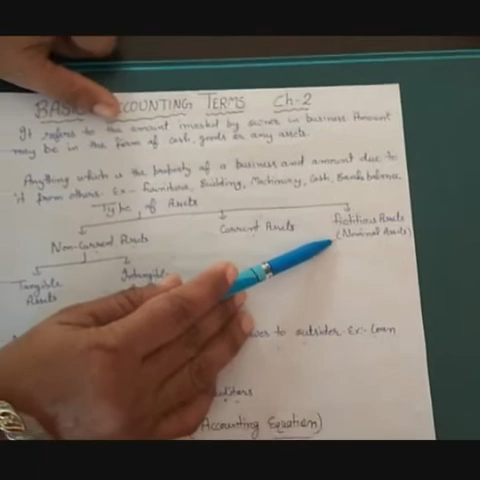 BASIC ACCOUNTING TERMS Ch-2
It refers to the amount invested by owner in business Amount
may be in the form of cash, goods or any assets.
Anything which is the property of a business and amount due to
it from others. Ex- Furniture, Building, Machinery, Cash, Bank balance
Type of Assets
Non-Current Assets
Current Assets
Fictitious Assets
(Nominal Assets)
Tangible
Assets
Intangible
to outsider Ex:- Loan
Accounting Equation)